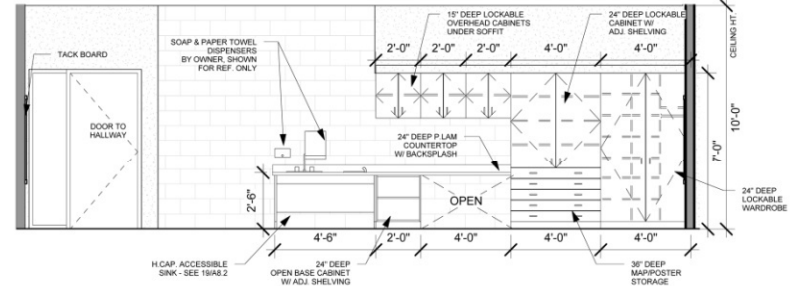 15" DEEP LOCKABLE
OVERHEAD CABINETS
UNDER SOFFIT
24" DEEP LOCKABLE
CABINET W/
ADJ. SHELVING
CEILING HT.
TACK BOARD
SOAP & PAPER TOWEL
DISPENSERS
BY OWNER, SHOWN
FOR REF. ONLY
2'-0"
2'-0"
2'-0"
4'-0"
4'-0"
DOOR TO
HALLWAY
24" DEEP P.LAM
COUNTERTOP
W/ BACKSPLASH
10'-0"
7'-0"
2'-6"
OPEN
24" DEEP
LOCKABLE
WARDROBE
4'-6"
2'-0"
4'-0"
4'-0"
4'-0"
H.CAP. ACCESSIBLE
SINK - SEE 19/A8.2
24" DEEP
OPEN BASE CABINET
W/ ADJ. SHELVING
36" DEEP
MAP/POSTER
STORAGE